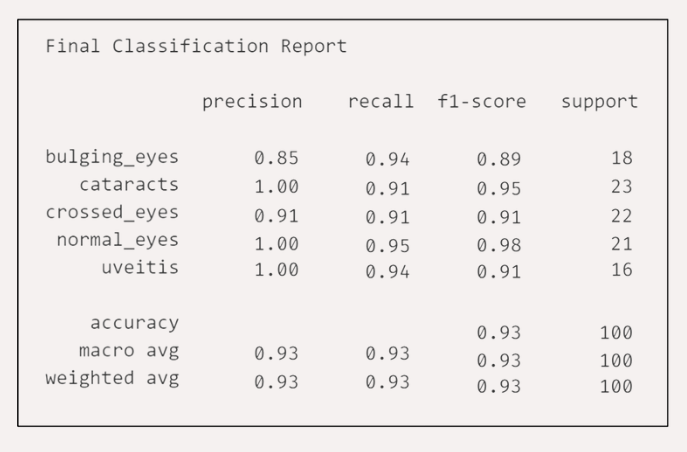 Final Classification Report
precision recall f1-score support
bulging_eyes 0.85 0.94 0.89 18
cataracts 1.00 0.91 0.95 23
crossed_eyes 0.91 0.91 0.91 22
normal_eyes 1.00 0.95 0.98 21
uveitis 1.00 0.94 0.91 16
accuracy 0.93 100
macro avg 0.93 0.93 0.93 100
weighted avg 0.93 0.93 0.93 100